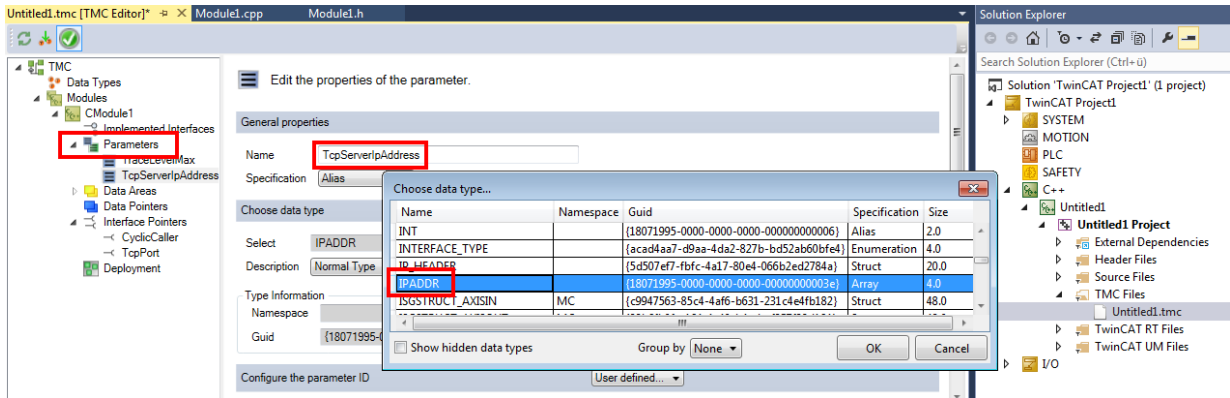 Untitled1.tmc [TMC Editor]* Module1.cpp Module1.h
TMC
Data Types
Modules
CModule1
Implemented Interfaces
Parameters
TraceLevelMax
TcpServerIpAddress
Data Areas
Data Pointers
Interface Pointers
CyclicCaller
TcpPort
Deployment
Edit the properties of the parameter.
General properties
Name TcpServerIpAddress
Specification Alias
Choose data type
Select IPADDR
Description Normal Type
Type Information
Namespace
Guid {18071995-0
Configure the parameter ID User defined...
Choose data type...
Name Namespace Guid Specification Size
INT {18071995-0000-0000-0000-000000000006} Alias 2.0
INTERFACE_TYPE {acad4aa7-d9aa-4da2-827b-bd52ab60bfe4} Enumeration 4.0
IP_HEADER {5d507ef7-fbfc-4a17-80e4-066b2ed2784a} Struct 20.0
IPADDR {18071995-0000-0000-0000-00000000003e} Array 4.0
ISGSTRUCT_AXISIN MC {c9947563-85c4-4af6-b631-231c4e4fb182} Struct 48.0
Show hidden data types Group by None OK Cancel
Solution Explorer
Search Solution Explorer (Ctrl+ü)
Solution 'TwinCAT Project1' (1 project)
TwinCAT Project1
SYSTEM
MOTION
PLC
SAFETY
C++
Untitled1
Untitled1 Project
External Dependencies
Header Files
Source Files
TMC Files
Untitled1.tmc
TwinCAT RT Files
TwinCAT UM Files
I/O